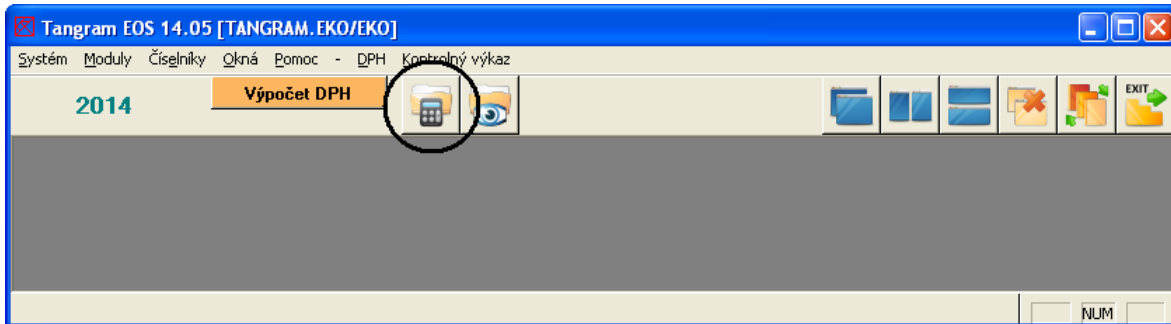 Tangram EOS 14.05 [TANGRAM.EKO/EKO]
Systém Moduly Číselníky Okná Pomoc - DPH Kontrolný výkaz
2014 Výpočet DPH EXIT
NUM